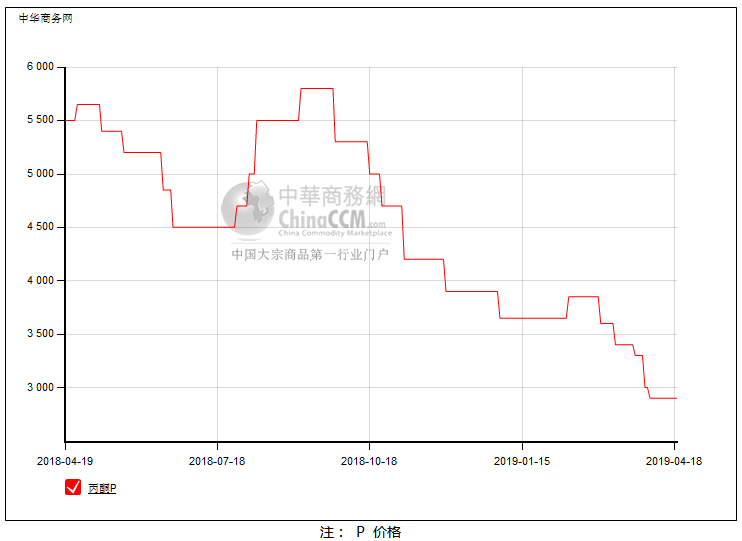 中华商务网
6 000
5 500
5 000
4 500
4 000
3 500
3 000
中華商務網
ChinaCCM.com
China Commodity Marketplace
中国大宗商品第一行业门户
2018-04-19 2018-07-18 2018-10-18 2019-01-15 2019-04-18
丙酮P
注： P 价格